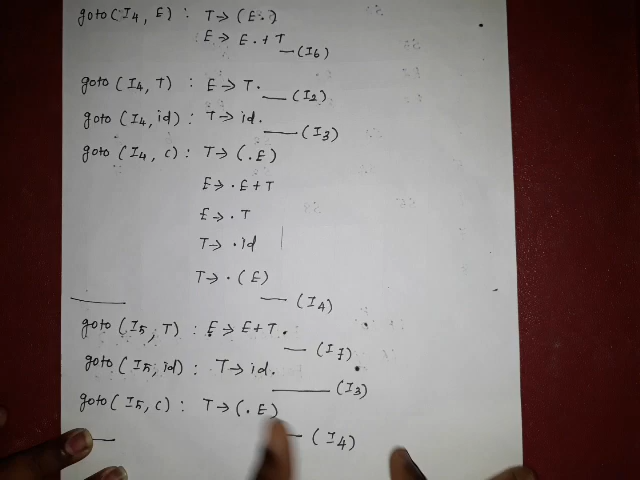 goto(I4, E) : T→(E.)
E→ E.+T
—(I6)
goto (I4, T) : E→T.
—(I2)
goto (I4, id) : T→id.
—(I3)
goto (I4, () : T→(.E)
E→.E+T
E→.T
T→.id
T→.(E)
—(I4)
goto(I5, T) : E→E+T.
—(I7)
goto(I5, id) : T→id.
—(I3)
goto(I5, () : T→(.E)
—(I4)